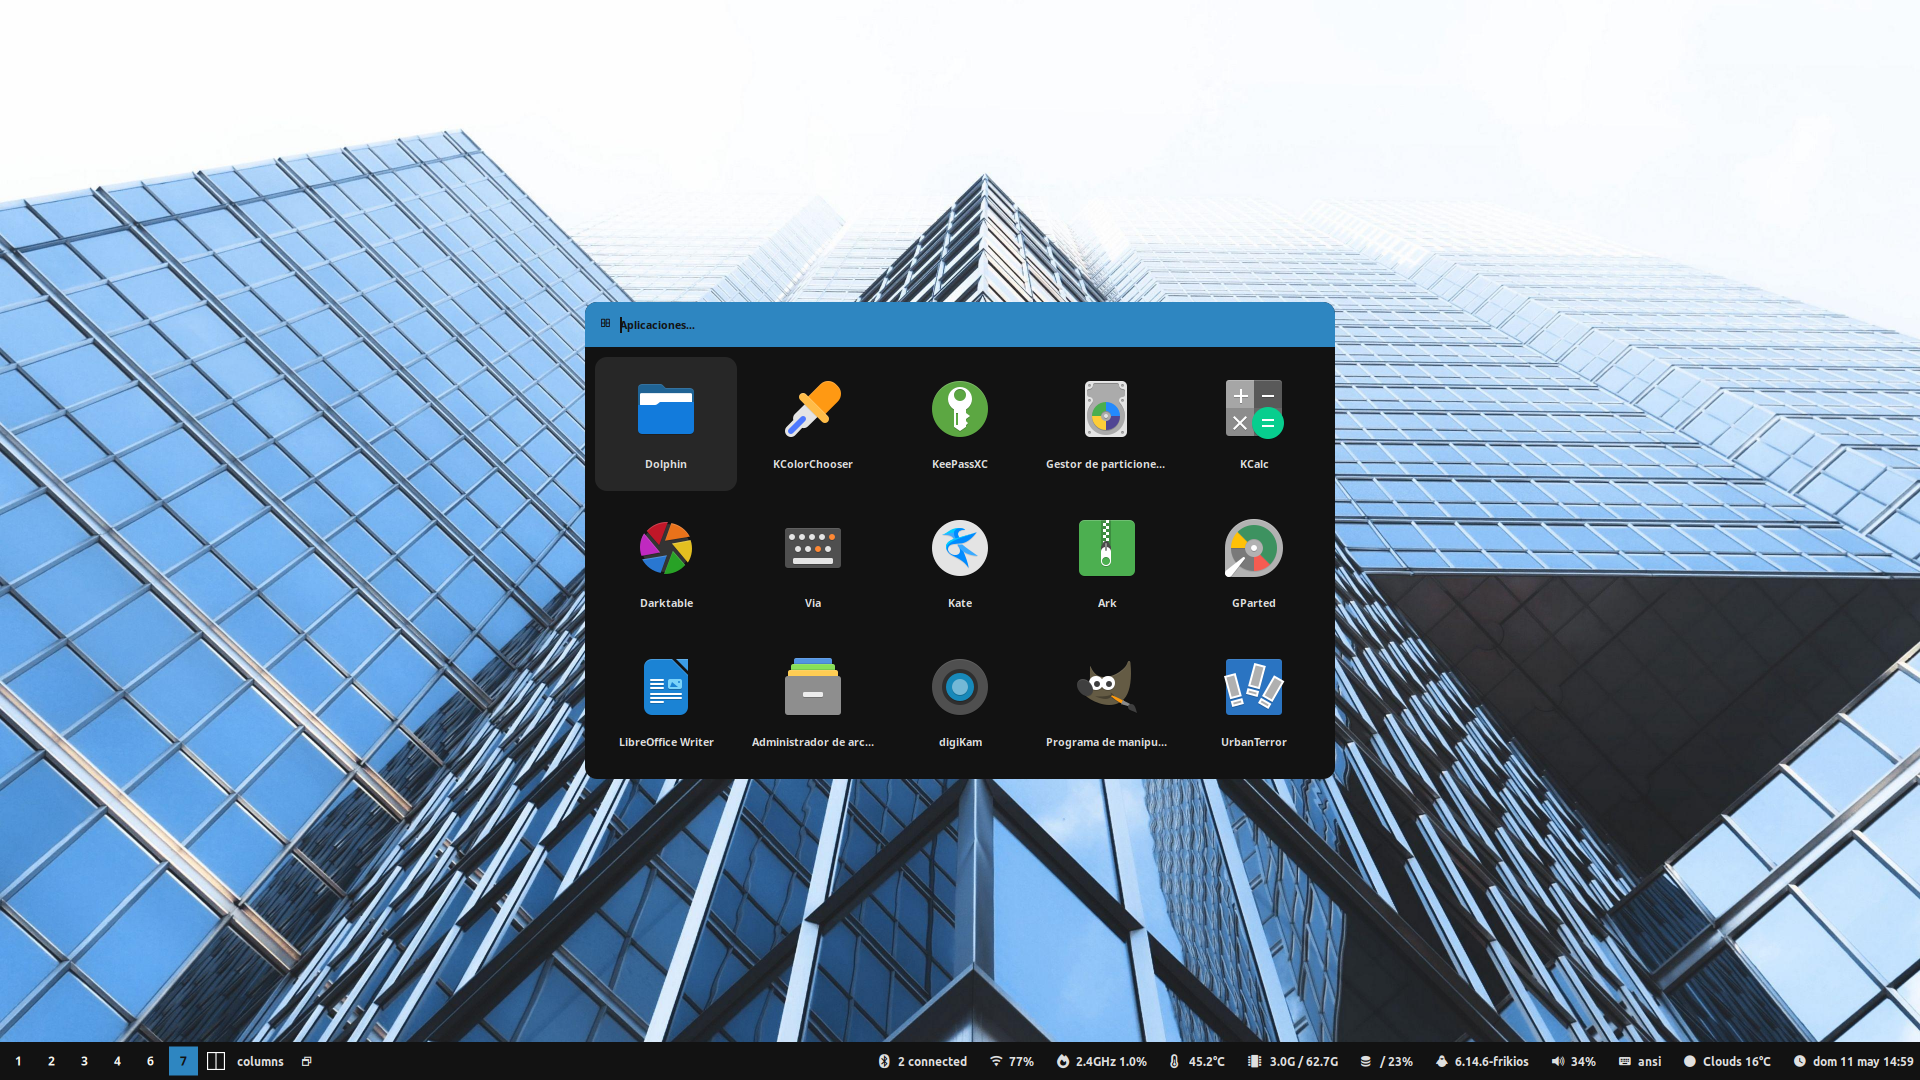 Aplicaciones...
Dolphin
KColorChooser
KeePassXC
Gestor de particione...
KCalc
Darktable
Via
Kate
Ark
GParted
LibreOffice Writer
Administrador de arc...
digiKam
Programa de manipu...
UrbanTerror
1 2 3 4 6 7 columns 2 connected 77% 2.4GHz 1.0% 45.2°C 3.0G / 62.7G / 23% 6.14.6-frikios 34% ansi Clouds 16°C dom 11 may 14:59